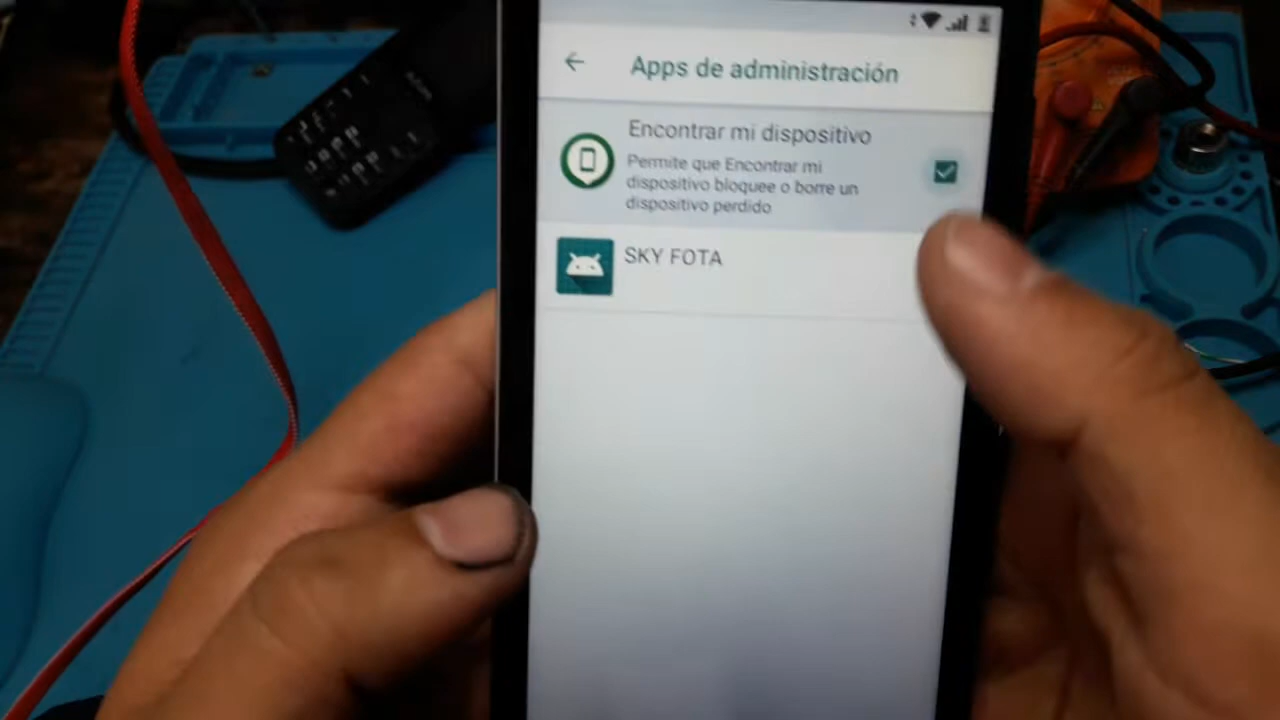 Apps de administración
Encontrar mi dispositivo
Permite que Encontrar mi
dispositivo bloquee o borre un
dispositivo perdido
SKY FOTA